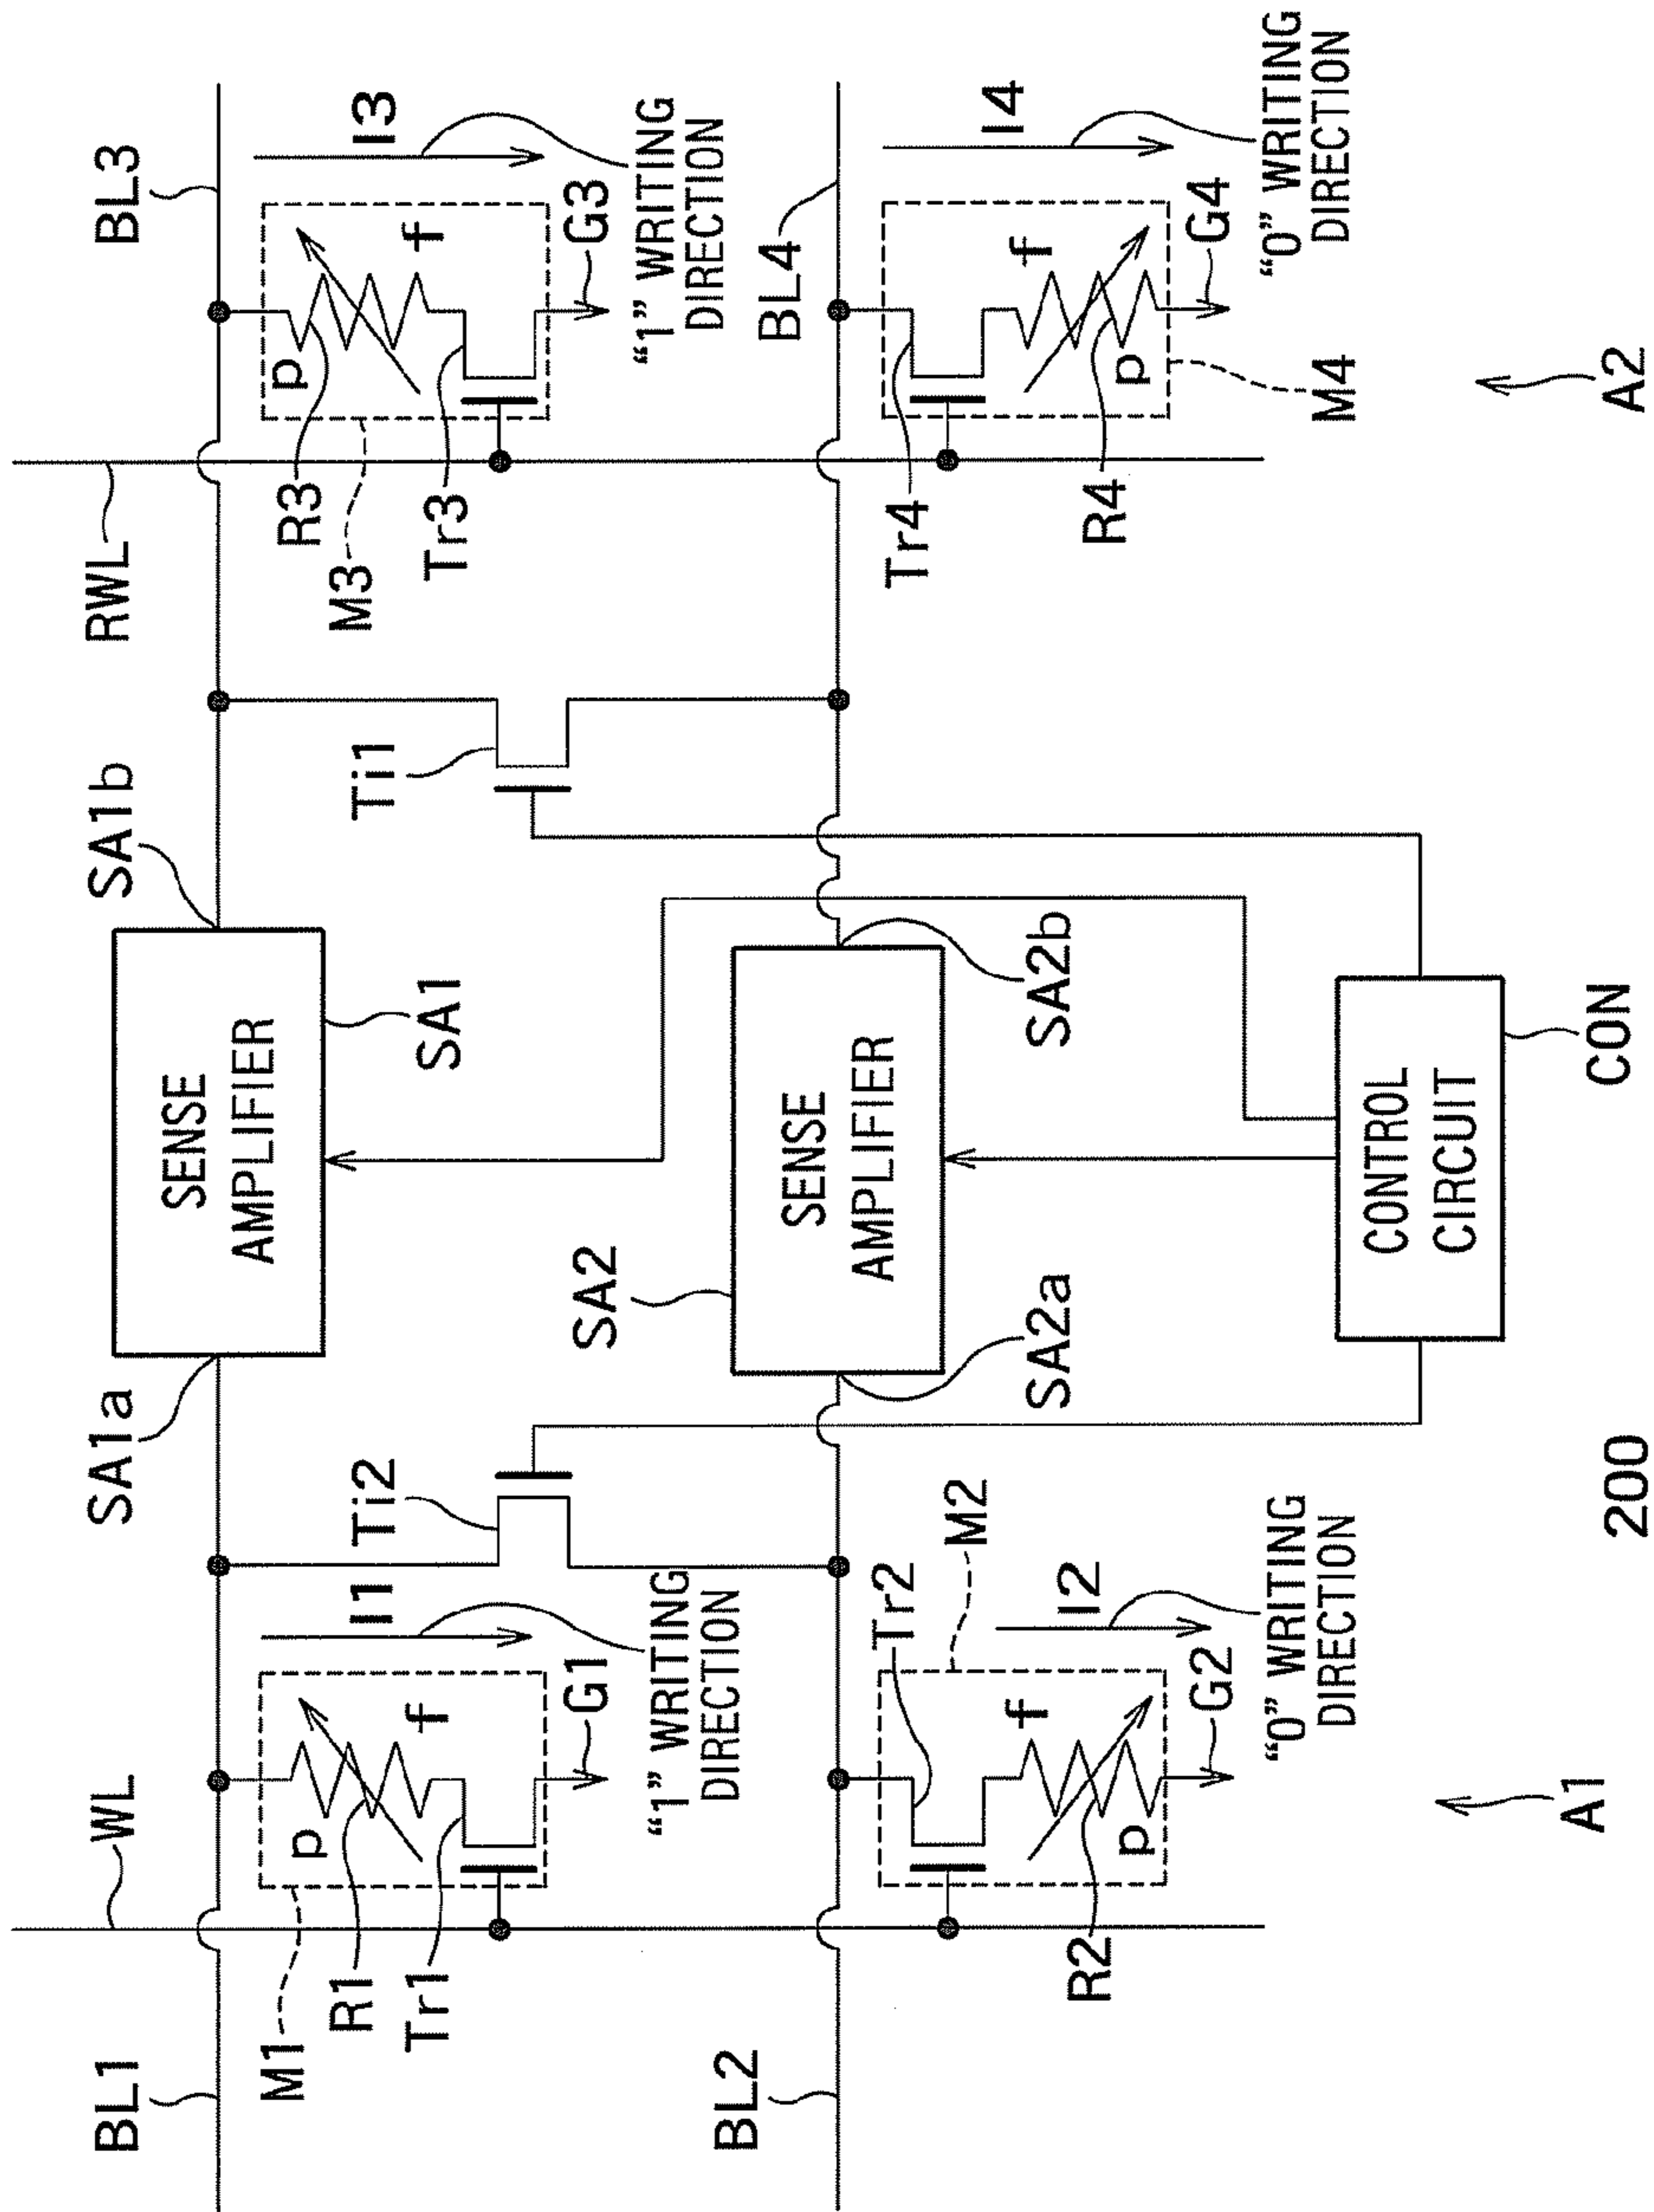 BL1
WL
SA1a
SA1b
RWL
BL3
M1
R1
Tr1
p
f
G1
I1
"1" WRITING
DIRECTION
Ti2
SENSE
AMPLIFIER
SA1
Ti1
M3
R3
Tr3
p
f
G3
I3
"1" WRITING
DIRECTION
BL2
SA2
SENSE
AMPLIFIER
SA2a
SA2b
BL4
R2
Tr2
M2
f
p
G2
I2
"0" WRITING
DIRECTION
Tr4
R4
f
p
G4
M4
I4
"0" WRITING
DIRECTION
CONTROL
CIRCUIT
CON
A1
A2
200